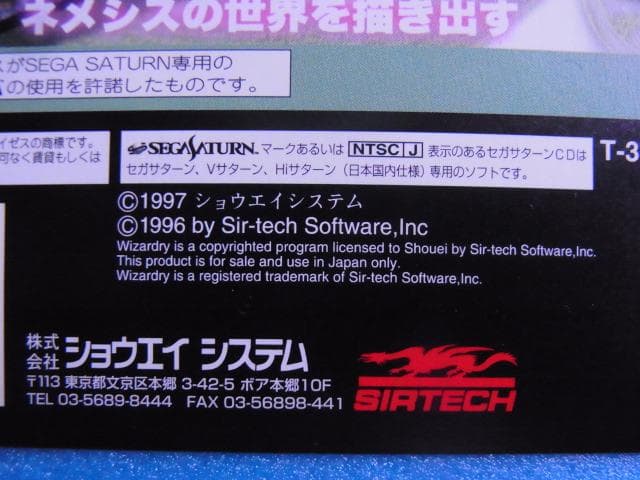 ネメシスの世界を描き出す
スがSEGA SATURN専用の
の使用を許諾したものです。
イゼスの商標です。
可なく賃貸もしくは
SEGASATURN. マークあるいは NTSC J 表示のあるセガサターンCDは
セガサターン、Vサターン、Hiサターン(日本国内仕様)専用のソフトです。
T-3
©1997 ショウエイシステム
©1996 by Sir-tech Software,Inc
Wizardry is a copyrighted program licensed to Shouei by Sir-tech Software,Inc.
This product is for sale and use in Japan only.
Wizardry is a registered trademark of Sir-tech Software,Inc.
株式会社 ショウエイ システム
〒113 東京都文京区本郷 3-42-5 ボア本郷10F
TEL 03-5689-8444 FAX 03-56898-441
SIRTECH